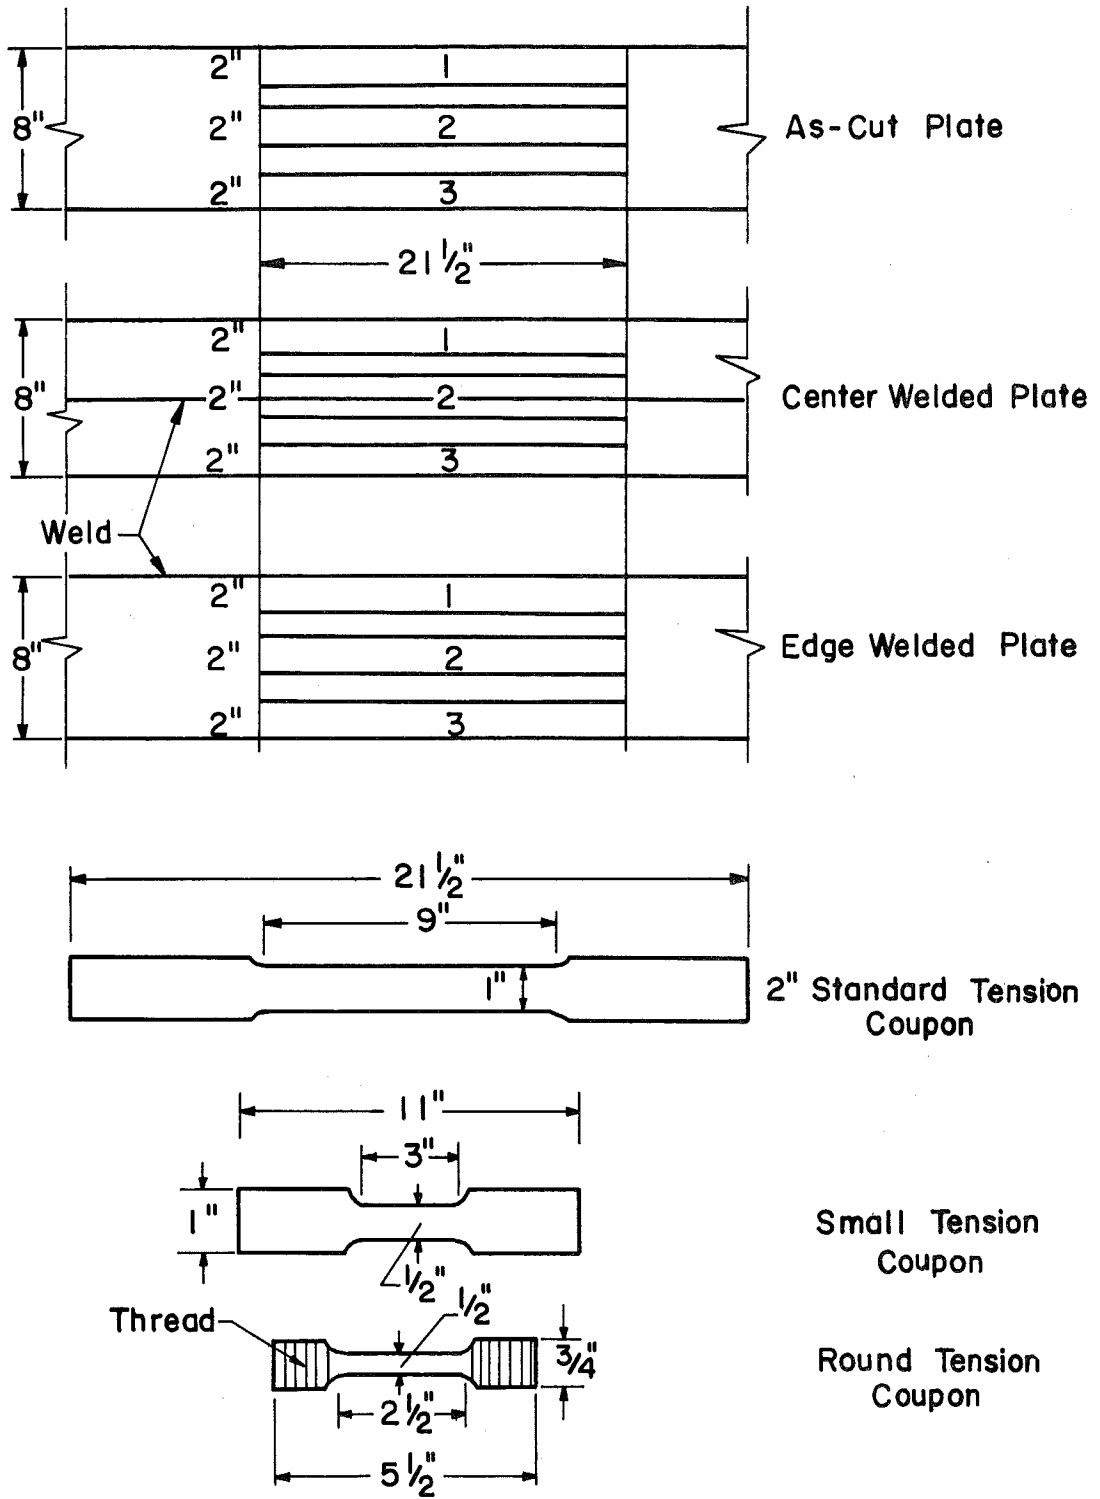 2" 1
8" 2" 2 As-Cut Plate
2" 3
21 1/2"
2" 1
8" 2" 2 Center Welded Plate
2" 3
Weld
2" 1
8" 2" 2 Edge Welded Plate
2" 3
21 1/2"
9"
1" 2" Standard Tension
Coupon
11"
3"
1" Small Tension
Coupon
1/2"
1/2"
Thread
3/4" Round Tension
Coupon
2 1/2"
5 1/2"